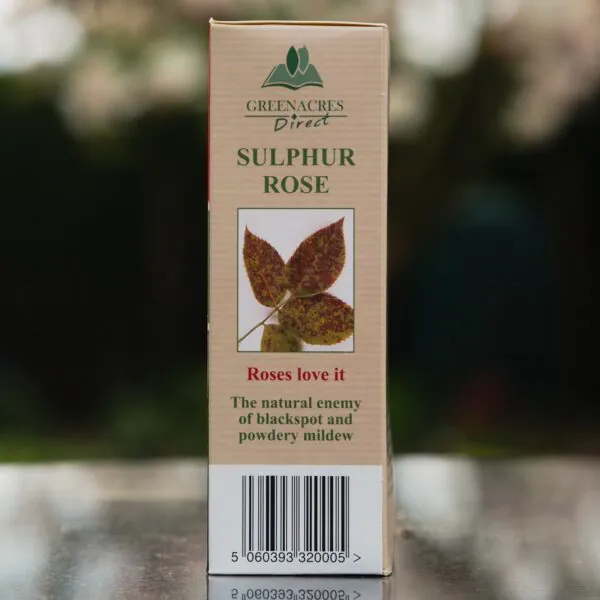 GREENACRES
Direct
SULPHUR
ROSE
Roses love it
The natural enemy
of blackspot and
powdery mildew
5 060393 320005 >